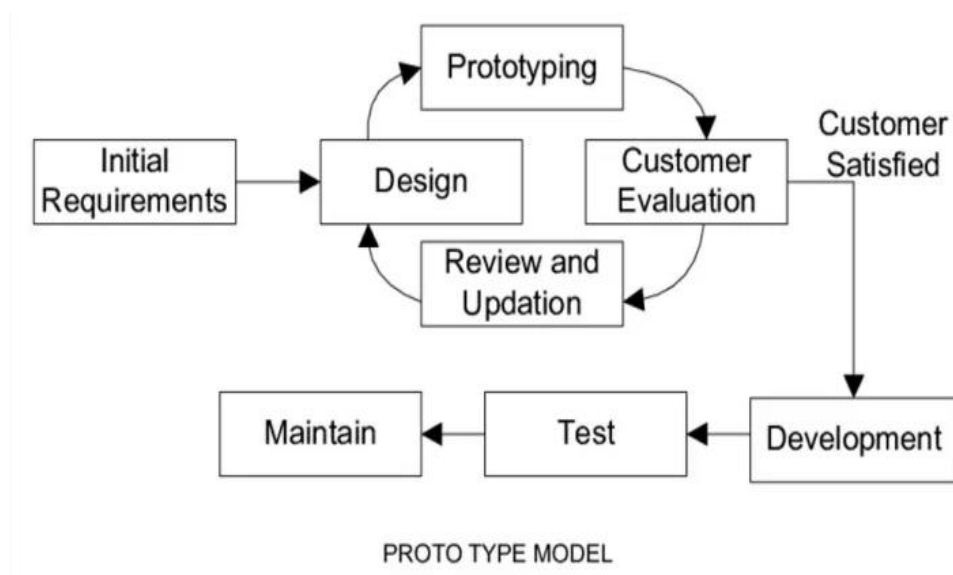 Prototyping
Customer
Satisfied
Initial
Requirements
Design
Customer
Evaluation
Review and
Updation
Maintain
Test
Development
PROTO TYPE MODEL